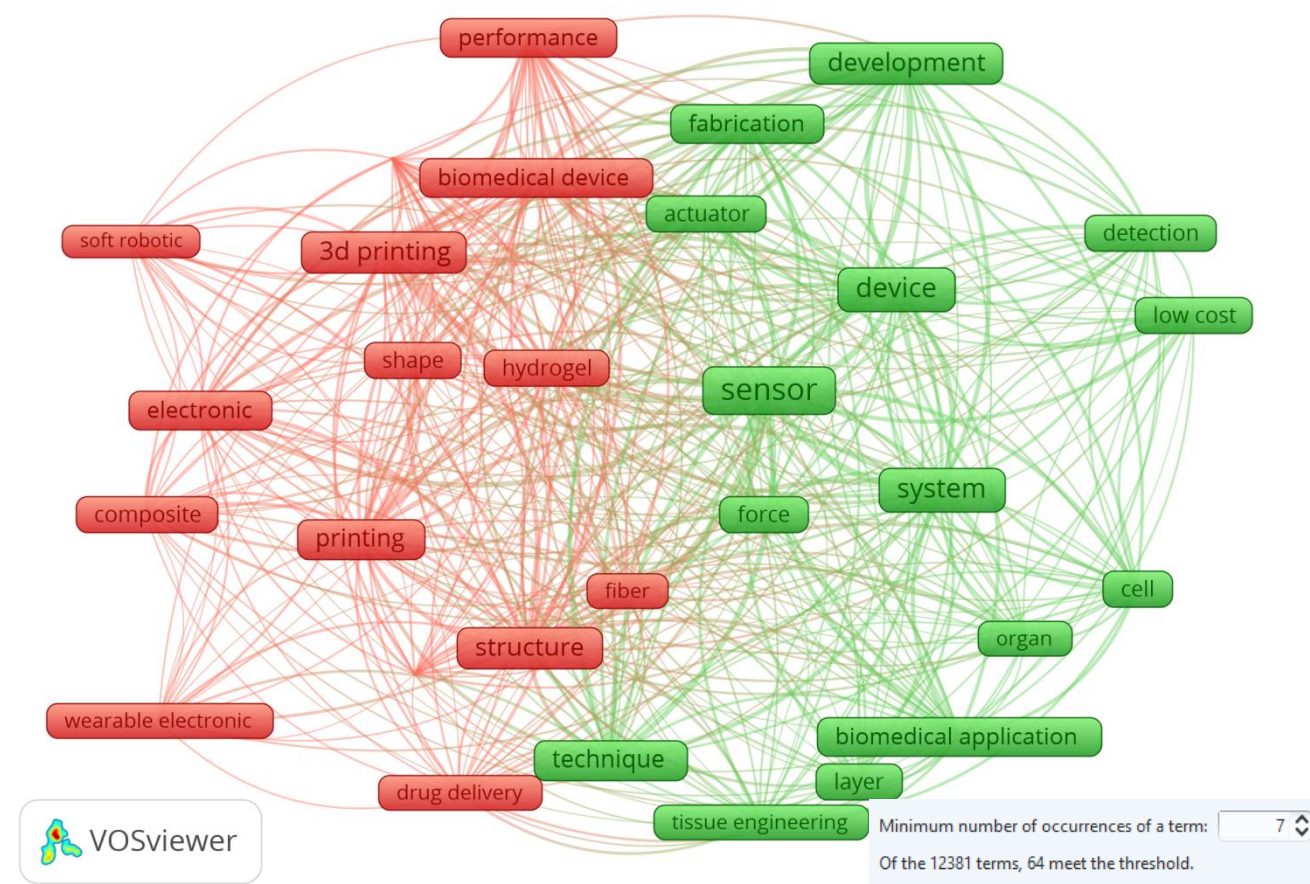 performance
development
fabrication
biomedical device
actuator
soft robotic
3d printing
detection
device
low cost
shape
hydrogel
sensor
electronic
system
composite
force
printing
fiber
cell
organ
structure
wearable electronic
biomedical application
technique
layer
drug delivery
tissue engineering
VOSviewer
Minimum number of occurrences of a term: 7
Of the 12381 terms, 64 meet the threshold.